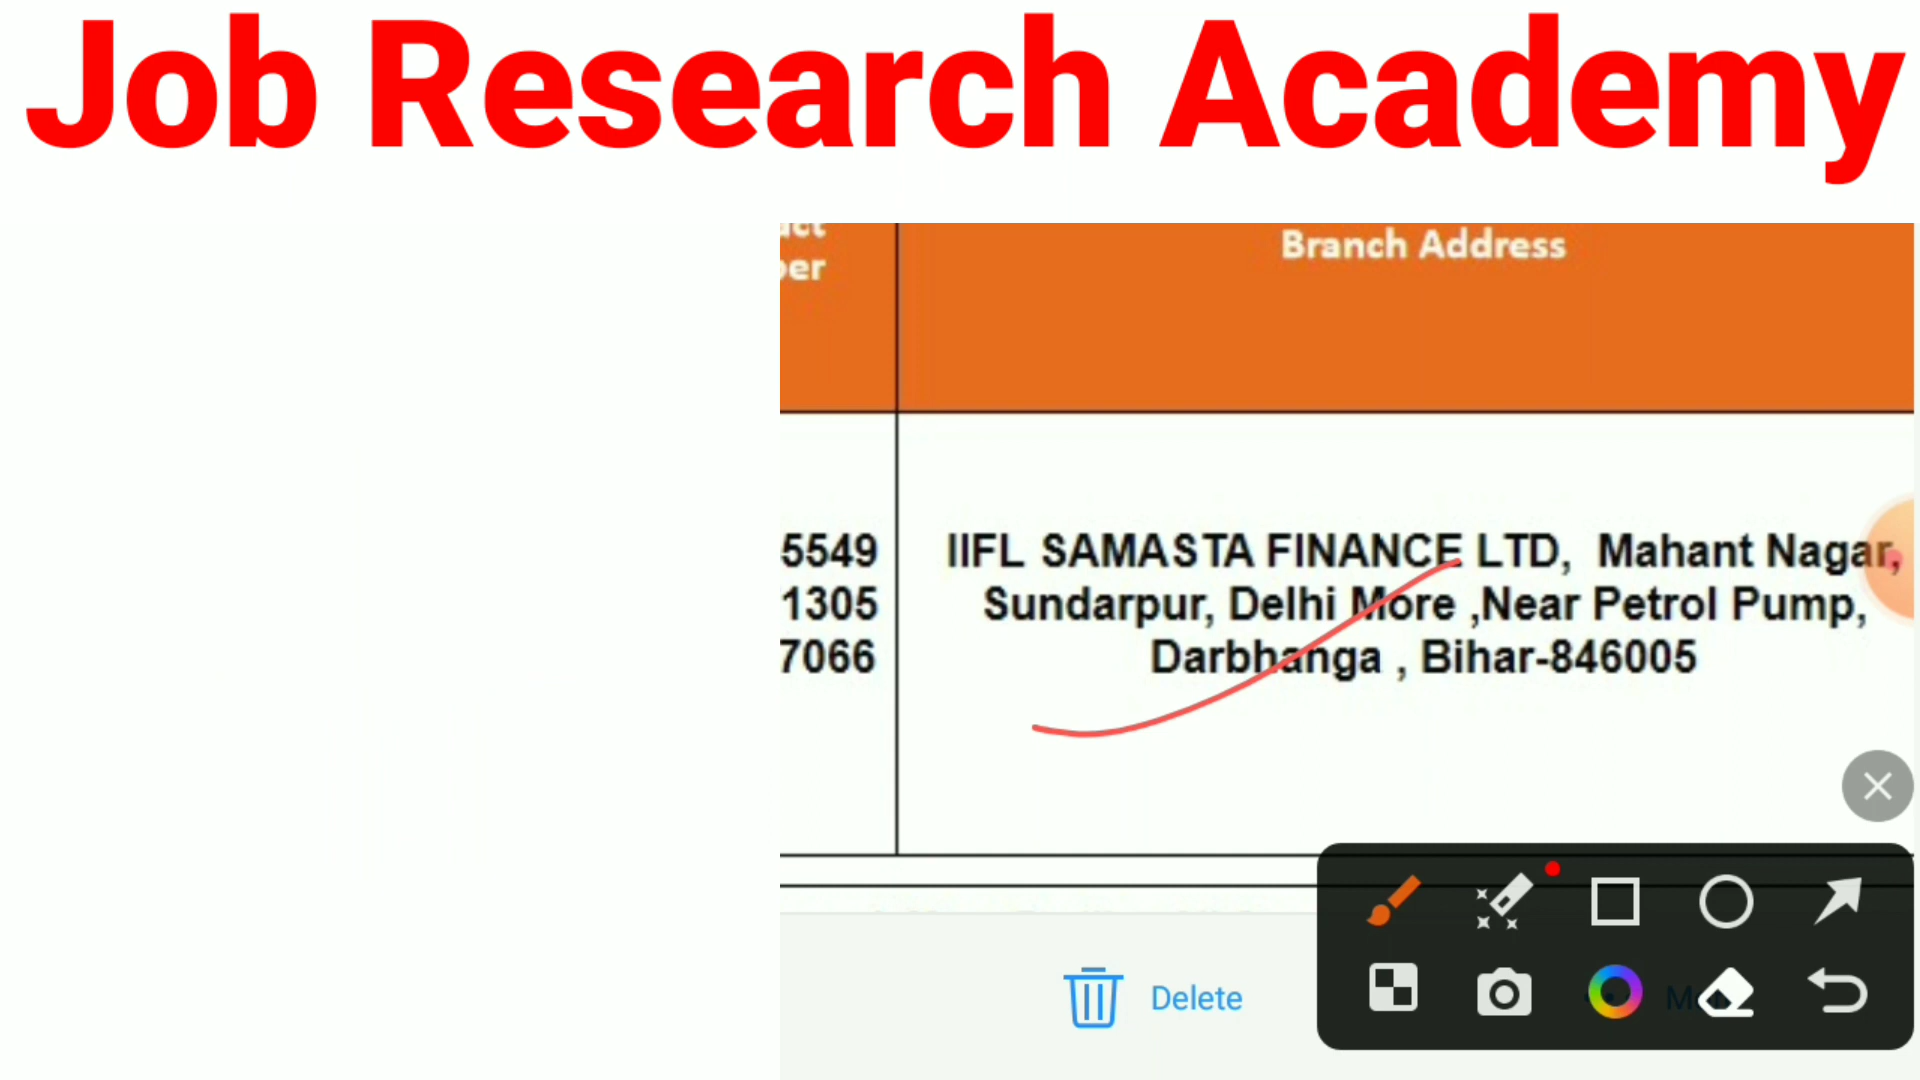 Job Research Academy
Branch Address
5549
1305
7066
IIFL SAMASTA FINANCE LTD, Mahant Nagar,
Sundarpur, Delhi More ,Near Petrol Pump,
Darbhanga , Bihar-846005
Delete